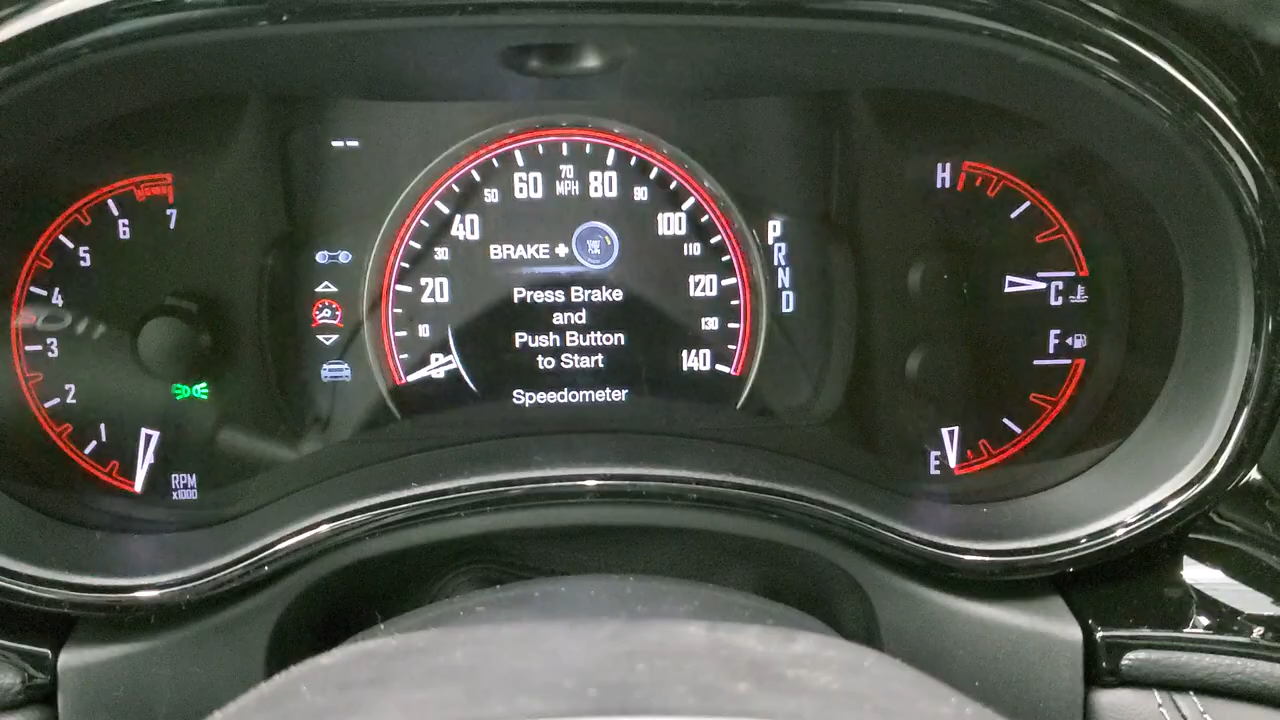 7
6
5
4
3
2
1
RPM
x1000
70
MPH
60
80
50
90
40
100
30
110
20
120
10
130
0
140
BRAKE +
Press Brake
and
Push Button
to Start
Speedometer
P
R
N
D
H
C
F
E